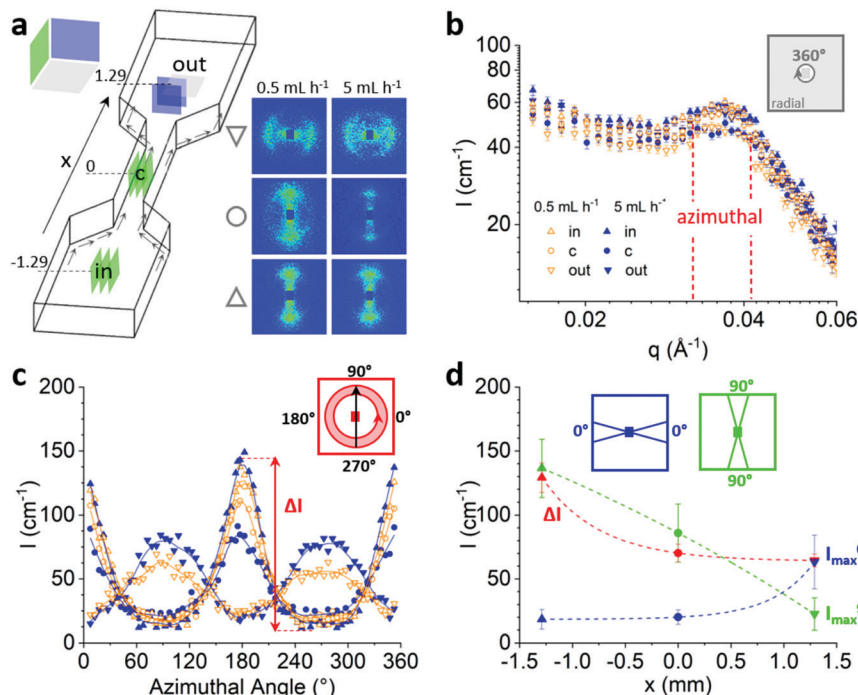 a
out
0.5 mL h⁻¹
5 mL h⁻¹
1.29
x
0
c
-1.29
in
b
100
80
60
40
20
I (cm⁻¹)
360°
radial
0.5 mL h⁻¹
5 mL h⁻
azimuthal
in
in
c
c
out
out
0.02
0.04
0.06
q (Å⁻¹)
c
200
150
100
50
0
I (cm⁻¹)
90°
180°
0°
270°
ΔI
0
60
120
180
240
300
360
Azimuthal Angle (°)
d
200
150
100
50
0
I (cm⁻¹)
90°
0°
0°
90°
ΔI
Imax
Imax
-1.5
-1.0
-0.5
0.0
0.5
1.0
1.5
x (mm)